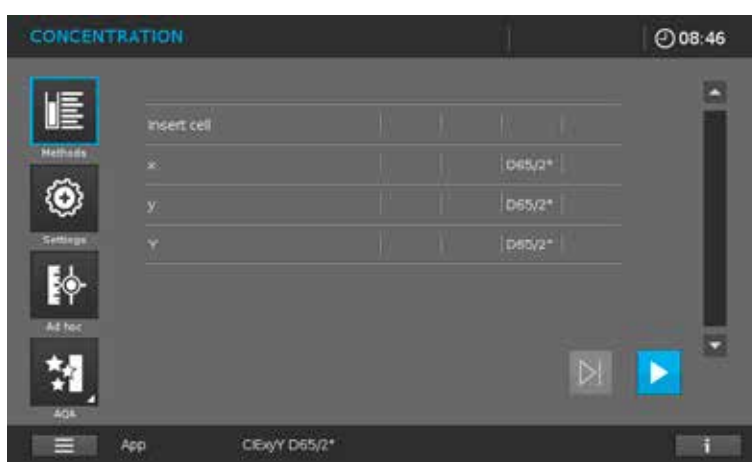 CONCENTRATION 08:46
Methods
Insert cell
x D65/2°
Settings
y D65/2°
Y D65/2°
Ad hoc
AQA
App CIExyY D65/2°
i